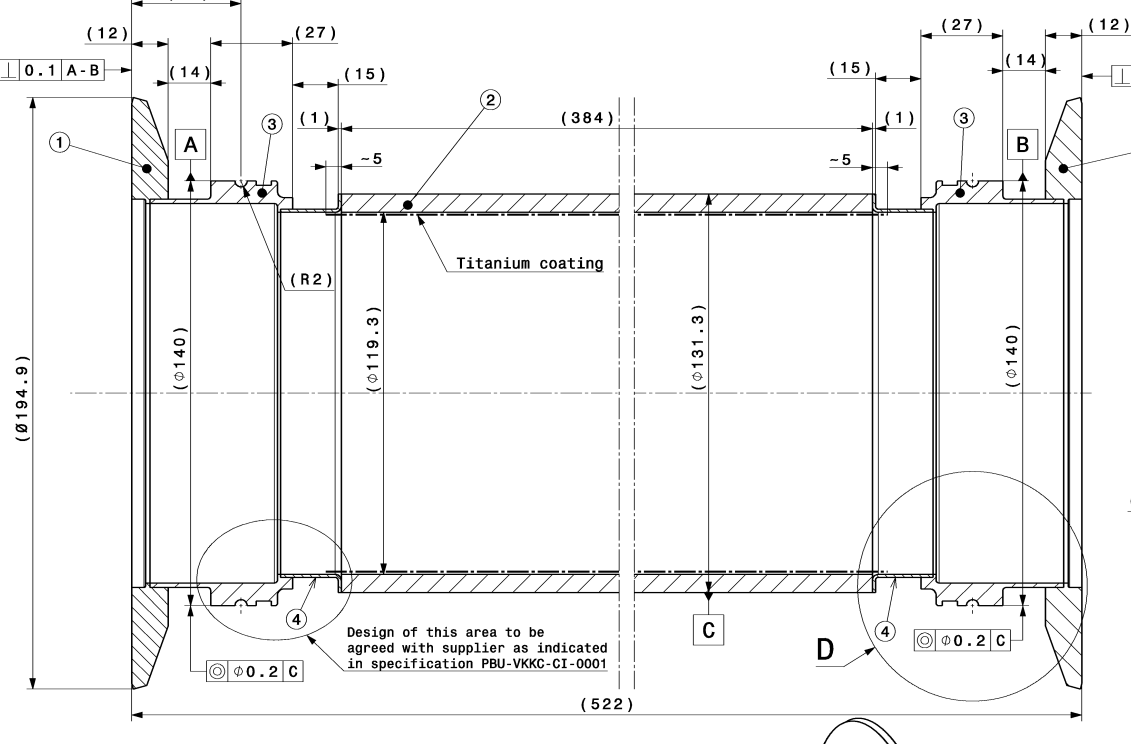 (12)
(27)
(27)
(12)
⊥ 0.1 A-B
(14)
(15)
(15)
(14)
⊥
2
(1)
(384)
(1)
3
3
1
A
B
~5
~5
Titanium coating
(R2)
(Ø194.9)
(ϕ140)
(ϕ119.3)
(ϕ131.3)
(ϕ140)
4
4
C
Design of this area to be
agreed with supplier as indicated
in specification PBU-VKKC-CI-0001
D
◎ ϕ0.2 C
◎ ϕ0.2 C
(522)